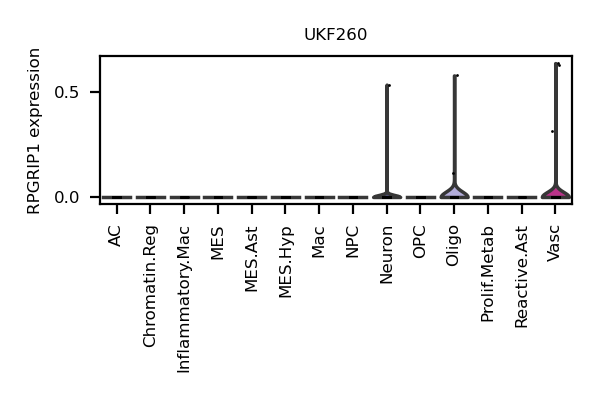 UKF260
RPGRIP1 expression
0.5
0.0
AC
Chromatin.Reg
Inflammatory.Mac
MES
MES.Ast
MES.Hyp
Mac
NPC
Neuron
OPC
Oligo
Prolif.Metab
Reactive.Ast
Vasc